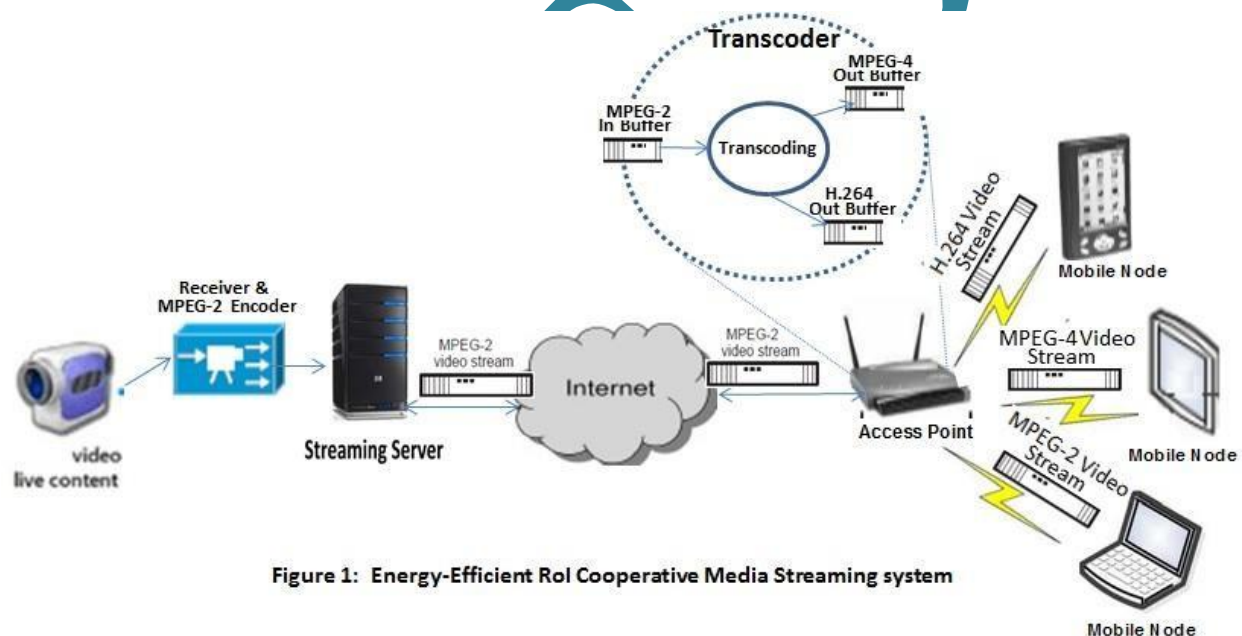 Transcoder
MPEG-4
Out Buffer
MPEG-2
In Buffer
Transcoding
H.264
Out Buffer
H.264 Video
Stream
Mobile Node
Receiver &
MPEG-2 Encoder
MPEG-2
video stream
MPEG-2
video stream
MPEG-4 Video
Stream
Internet
Streaming Server
Access Point
MPEG-2 Video
Stream
Mobile Node
video
live content
Figure 1: Energy-Efficient RoI Cooperative Media Streaming system
Mobile Node